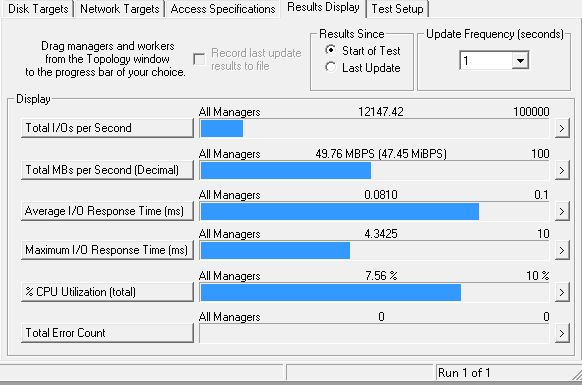 Disk Targets Network Targets Access Specifications Results Display Test Setup
Drag managers and workers
from the Topology window
to the progress bar of your choice.
Record last update
results to file
Results Since
Start of Test
Last Update
Update Frequency (seconds)
1
Display
All Managers 12147.42 100000
Total I/Os per Second >
All Managers 49.76 MBPS (47.45 MiBPS) 100
Total MBs per Second (Decimal) >
All Managers 0.0810 0.1
Average I/O Response Time (ms) >
All Managers 4.3425 10
Maximum I/O Response Time (ms) >
All Managers 7.56 % 10 %
% CPU Utilization (total) >
All Managers 0 0
Total Error Count >
Run 1 of 1